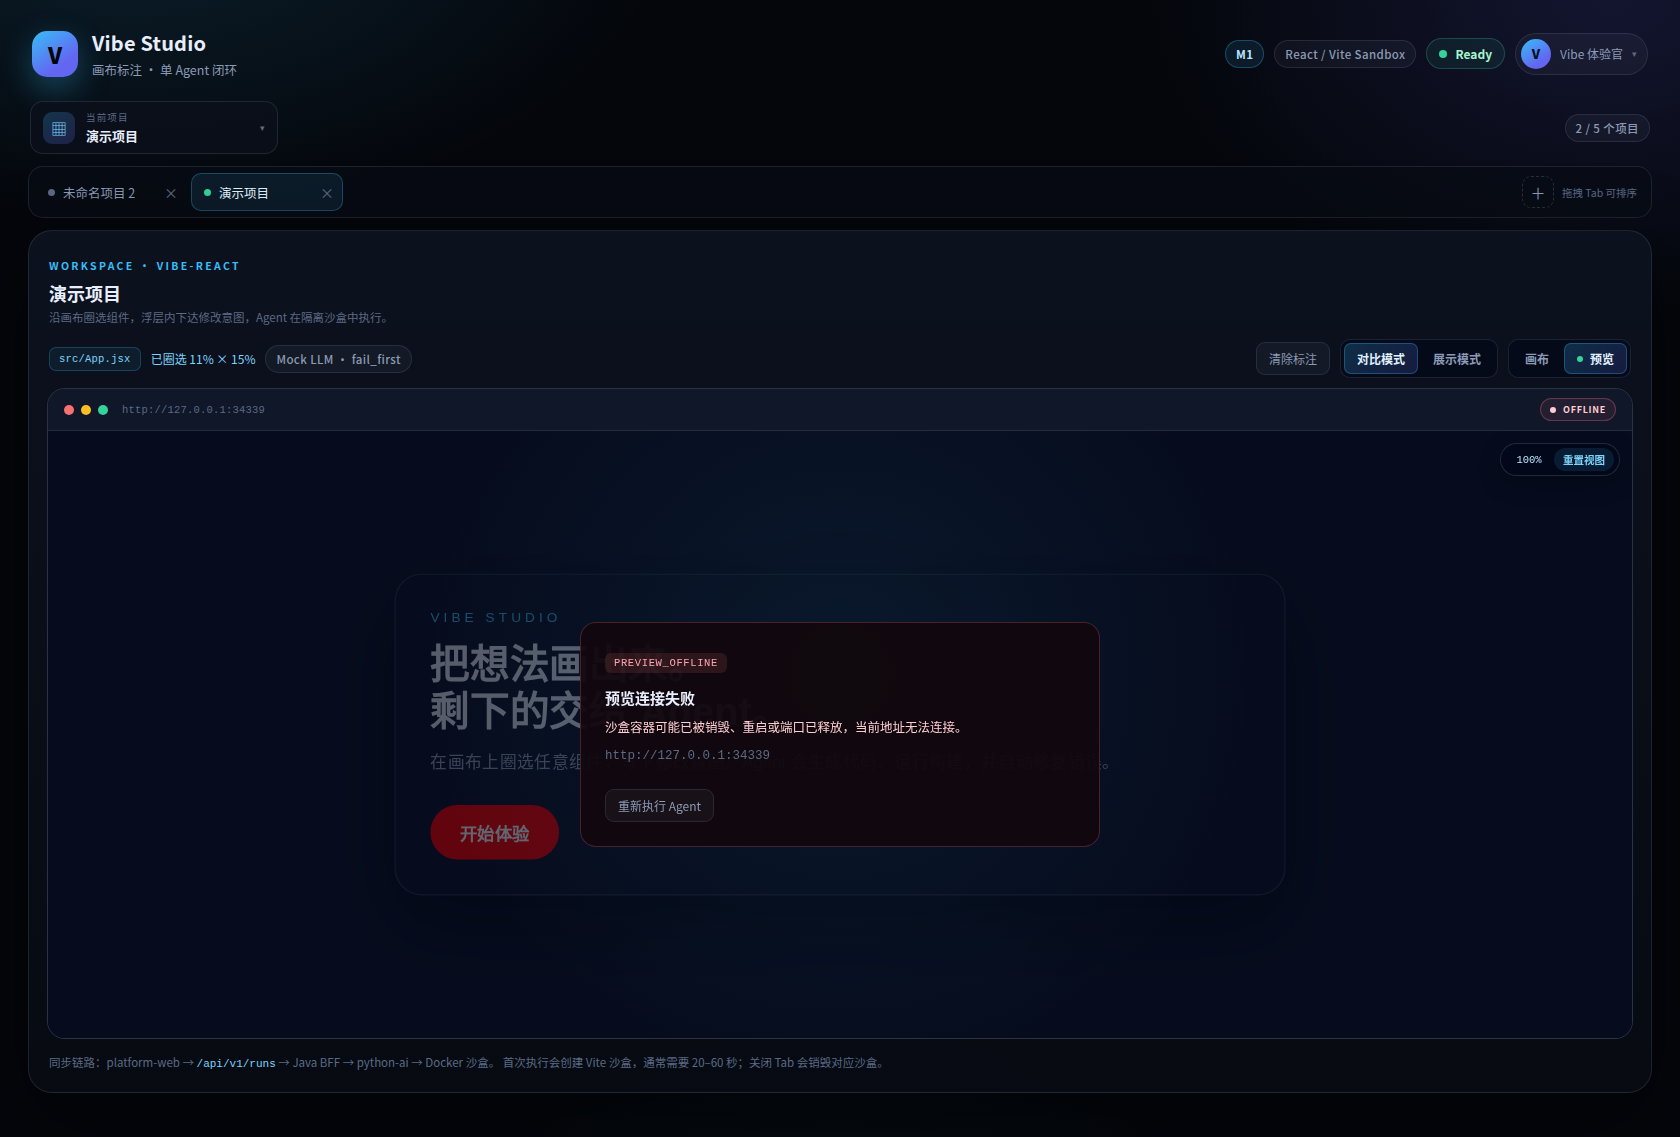 V
Vibe Studio
画布标注 • 单 Agent 闭环
M1
React / Vite Sandbox
Ready
V
Vibe 体验官
当前项目
演示项目
2 / 5 个项目
未命名项目 2
演示项目
拖拽 Tab 可排序
WORKSPACE • VIBE-REACT
演示项目
沿画布圈选组件，浮层内下达修改意图，Agent 在隔离沙盒中执行。
src/App.jsx
已圈选 11% × 15%
Mock LLM • fail_first
清除标注
对比模式
展示模式
画布
预览
http://127.0.0.1:34339
OFFLINE
100%
重置视图
VIBE STUDIO
把想法画出来。
剩下的交给 Agent
在画布上圈选任意组
开始体验
PREVIEW_OFFLINE
预览连接失败
沙盒容器可能已被销毁、重启或端口已释放，当前地址无法连接。
http://127.0.0.1:34339
重新执行 Agent
同步链路：platform-web → /api/v1/runs → Java BFF → python-ai → Docker 沙盒。 首次执行会创建 Vite 沙盒，通常需要 20–60 秒；关闭 Tab 会销毁对应沙盒。